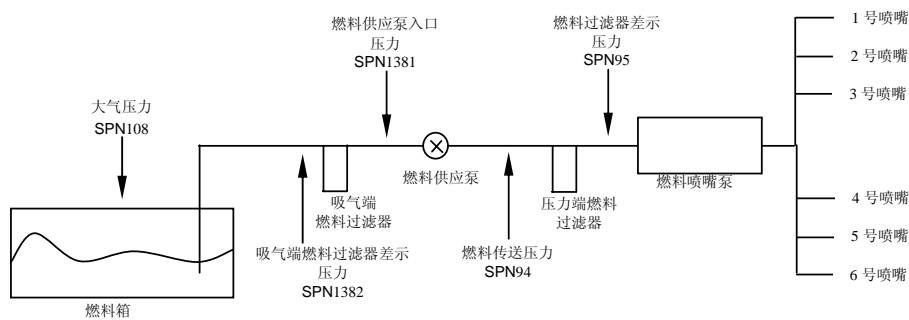 燃料供应泵入口
压力
SPN1381
燃料过滤器差示
压力
SPN95
1 号喷嘴
2 号喷嘴
3 号喷嘴
大气压力
SPN108
燃料供应泵
燃料喷嘴泵
吸气端
燃料过滤器
压力端燃料
过滤器
4 号喷嘴
5 号喷嘴
6 号喷嘴
吸气端燃料过滤器差示
压力
SPN1382
燃料传送压力
SPN94
燃料箱